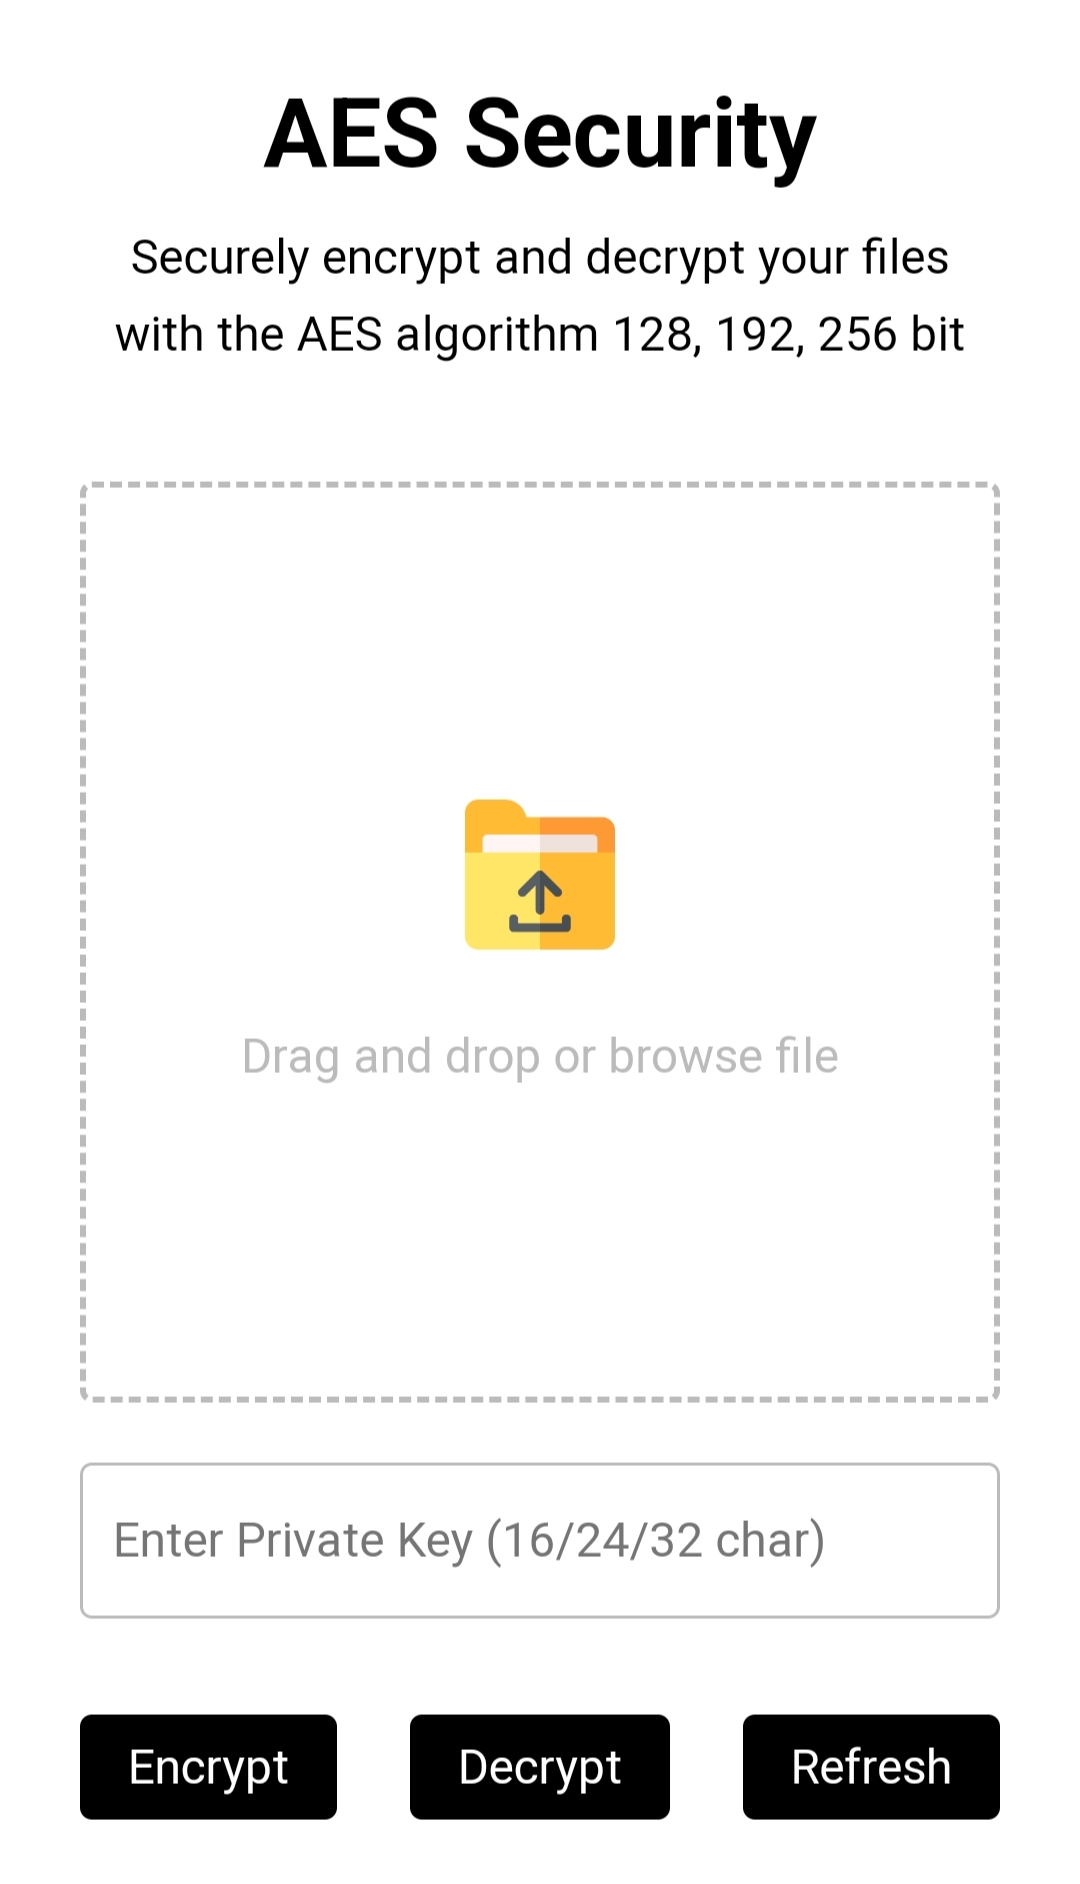 AES Security
Securely encrypt and decrypt your files
with the AES algorithm 128, 192, 256 bit
Drag and drop or browse file
Enter Private Key (16/24/32 char)
Encrypt
Decrypt
Refresh